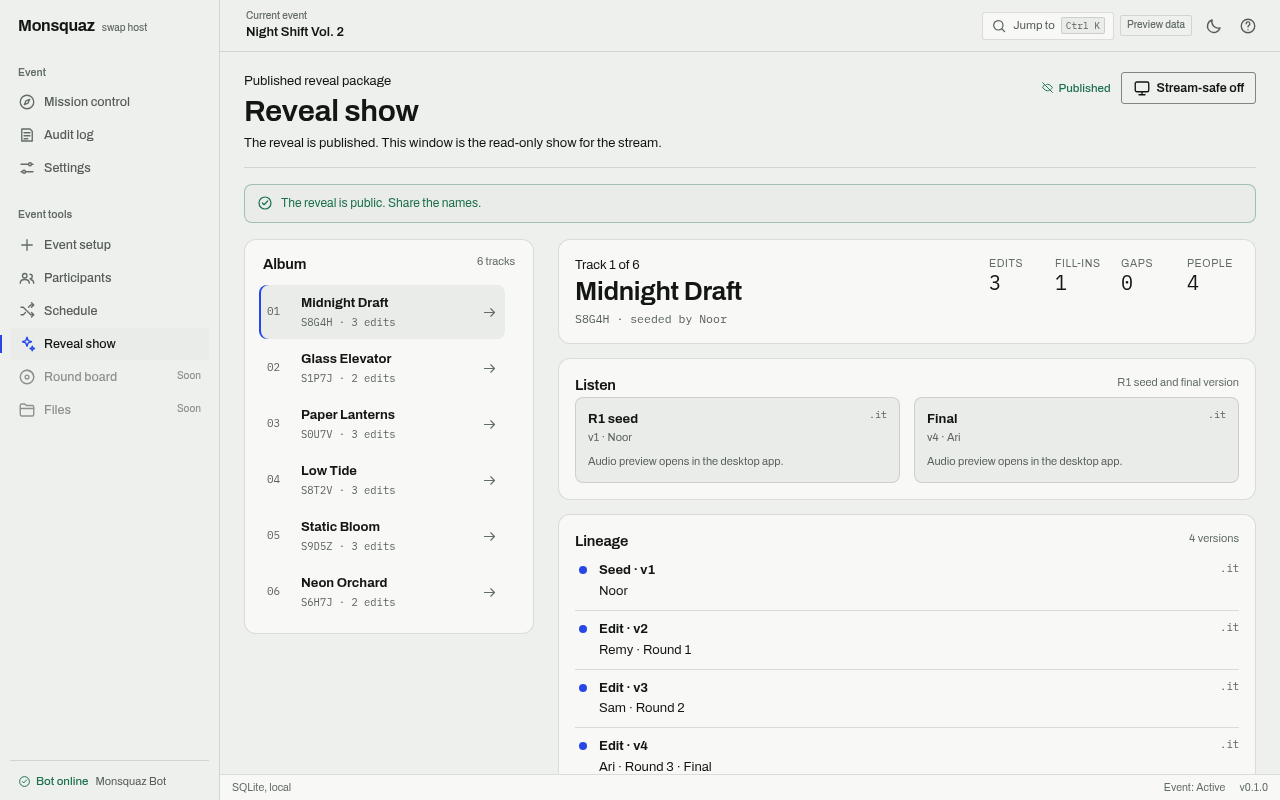 Monsquaz swap host
Event
Mission control
Audit log
Settings
Event tools
Event setup
Participants
Schedule
Reveal show
Round board Soon
Files Soon
Bot online Monsquaz Bot
Current event
Night Shift Vol. 2
Jump to Ctrl K
Preview data
Published reveal package
Reveal show
The reveal is published. This window is the read-only show for the stream.
Published
Stream-safe off
The reveal is public. Share the names.
Album 6 tracks
01 Midnight Draft
S8G4H · 3 edits
02 Glass Elevator
S1P7J · 2 edits
03 Paper Lanterns
S0U7V · 3 edits
04 Low Tide
S8T2V · 3 edits
05 Static Bloom
S9D5Z · 3 edits
06 Neon Orchard
S6H7J · 2 edits
Track 1 of 6
Midnight Draft
S8G4H · seeded by Noor
EDITS FILL-INS GAPS PEOPLE
3 1 0 4
Listen R1 seed and final version
R1 seed .it
v1 · Noor
Audio preview opens in the desktop app.
Final .it
v4 · Ari
Audio preview opens in the desktop app.
Lineage 4 versions
Seed · v1 .it
Noor
Edit · v2 .it
Remy · Round 1
Edit · v3 .it
Sam · Round 2
Edit · v4 .it
Ari · Round 3 · Final
SQLite, local
Event: Active v0.1.0